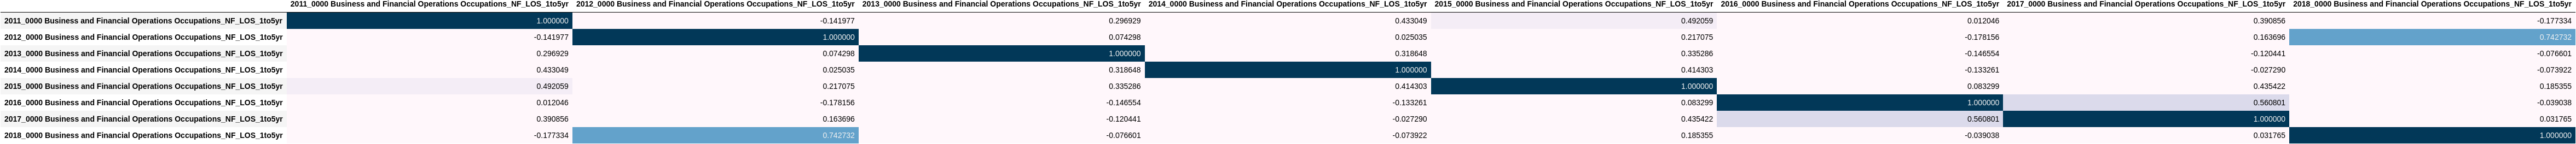 2011_0000 Business and Financial Operations Occupations_NF_LOS_1to5yr 2012_0000 Business and Financial Operations Occupations_NF_LOS_1to5yr 2013_0000 Business and Financial Operations Occupations_NF_LOS_1to5yr 2014_0000 Business and Financial Operations Occupations_NF_LOS_1to5yr 2015_0000 Business and Financial Operations Occupations_NF_LOS_1to5yr 2016_0000 Business and Financial Operations Occupations_NF_LOS_1to5yr 2017_0000 Business and Financial Operations Occupations_NF_LOS_1to5yr 2018_0000 Business and Financial Operations Occupations_NF_LOS_1to5yr
2011_0000 Business and Financial Operations Occupations_NF_LOS_1to5yr 1.000000 -0.141977 0.296929 0.433049 0.492059 0.012046 0.390856 -0.177334
2012_0000 Business and Financial Operations Occupations_NF_LOS_1to5yr -0.141977 1.000000 0.074298 0.025035 0.217075 -0.178156 0.163696 0.742732
2013_0000 Business and Financial Operations Occupations_NF_LOS_1to5yr 0.296929 0.074298 1.000000 0.318648 0.335286 -0.146554 -0.120441 -0.076601
2014_0000 Business and Financial Operations Occupations_NF_LOS_1to5yr 0.433049 0.025035 0.318648 1.000000 0.414303 -0.133261 -0.027290 -0.073922
2015_0000 Business and Financial Operations Occupations_NF_LOS_1to5yr 0.492059 0.217075 0.335286 0.414303 1.000000 0.083299 0.435422 0.185355
2016_0000 Business and Financial Operations Occupations_NF_LOS_1to5yr 0.012046 -0.178156 -0.146554 -0.133261 0.083299 1.000000 0.560801 -0.039038
2017_0000 Business and Financial Operations Occupations_NF_LOS_1to5yr 0.390856 0.163696 -0.120441 -0.027290 0.435422 0.560801 1.000000 0.031765
2018_0000 Business and Financial Operations Occupations_NF_LOS_1to5yr -0.177334 0.742732 -0.076601 -0.073922 0.185355 -0.039038 0.031765 1.000000